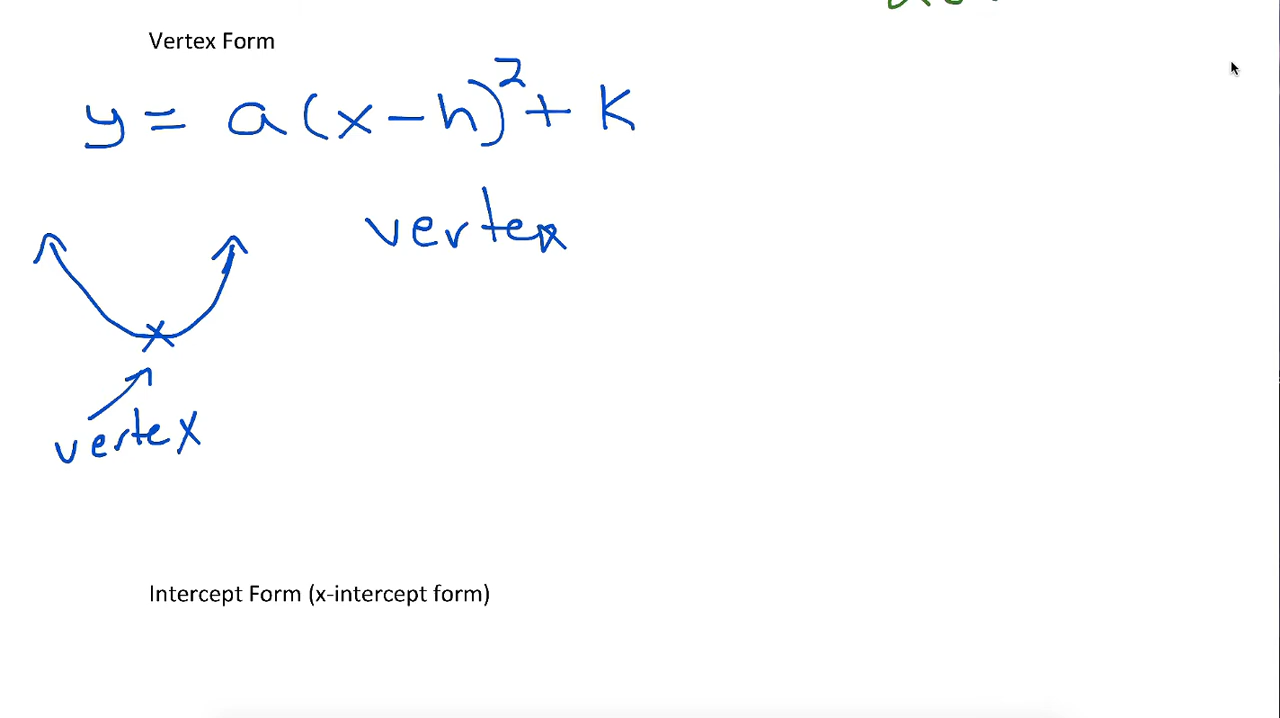 Vertex Form
y = a(x-h)² + k
vertex
vertex
Intercept Form (x-intercept form)